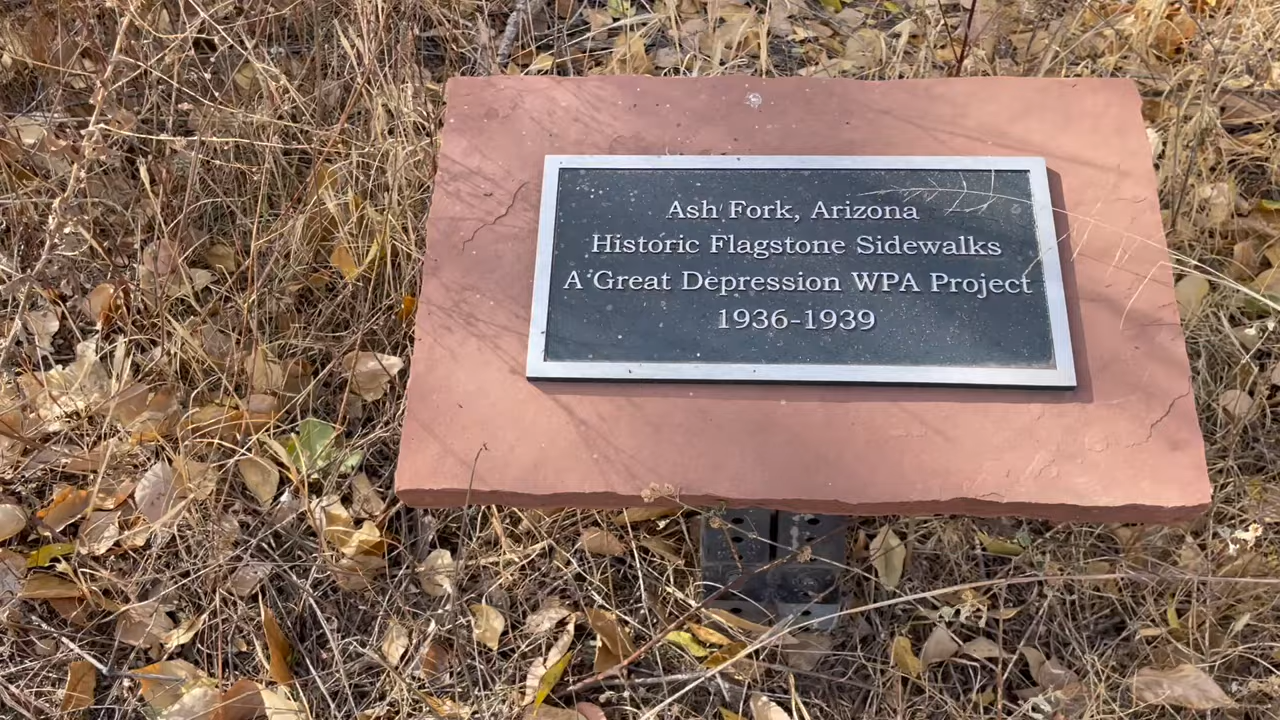 Ash Fork, Arizona
Historic Flagstone Sidewalks
A Great Depression WPA Project
1936-1939